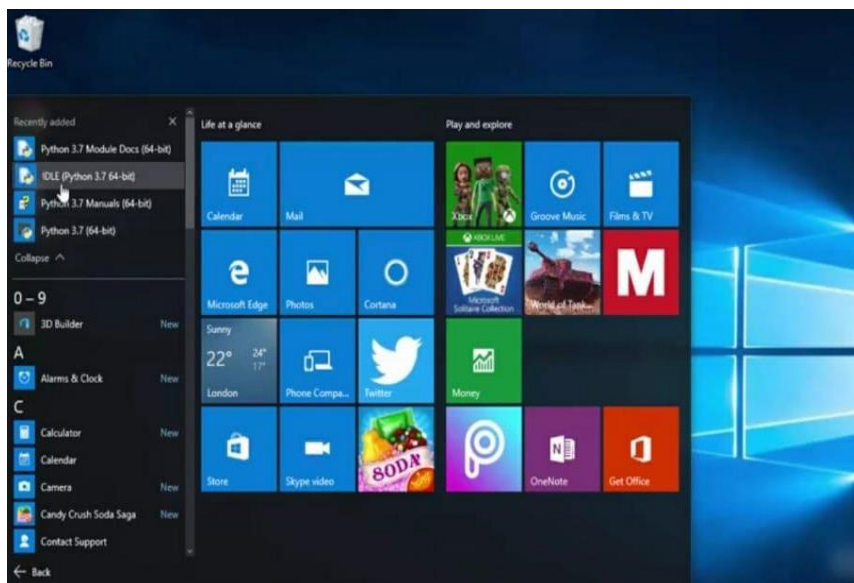 Recycle Bin
Recently added
Python 3.7 Module Docs (64-bit)
IDLE (Python 3.7 64-bit)
Python 3.7 Manuals (64-bit)
Python 3.7 (64-bit)
Collapse
0 – 9
3D Builder New
A
Alarms & Clock New
C
Calculator New
Calendar
Camera New
Candy Crush Soda Saga New
Contact Support
Back
Life at a glance
Calendar
Mail
Microsoft Edge
Photos
Cortana
Sunny
22° 24°
17°
London
Phone Compa...
Twitter
Store
Skype video
SODA
Play and explore
Xbox
Groove Music
Films & TV
XBOX LIVE
Microsoft
Solitaire Collection
World of Tank...
M
Money
OneNote
Get Office